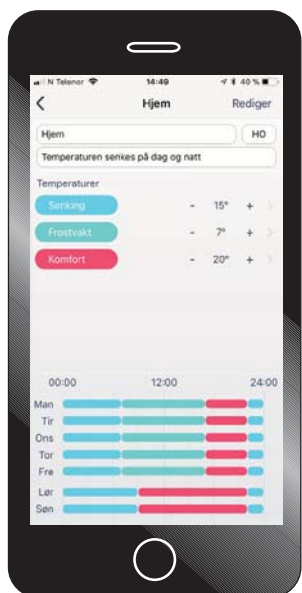 N Telenor 14:49 40 %
Hjem Rediger
Hjem HO
Temperaturen senkes på dag og natt
Temperaturer
Senking - 15° +
Frostvakt - 7° +
Komfort - 20° +
00:00 12:00 24:00
Man
Tir
Ons
Tor
Fre
Lør
Søn